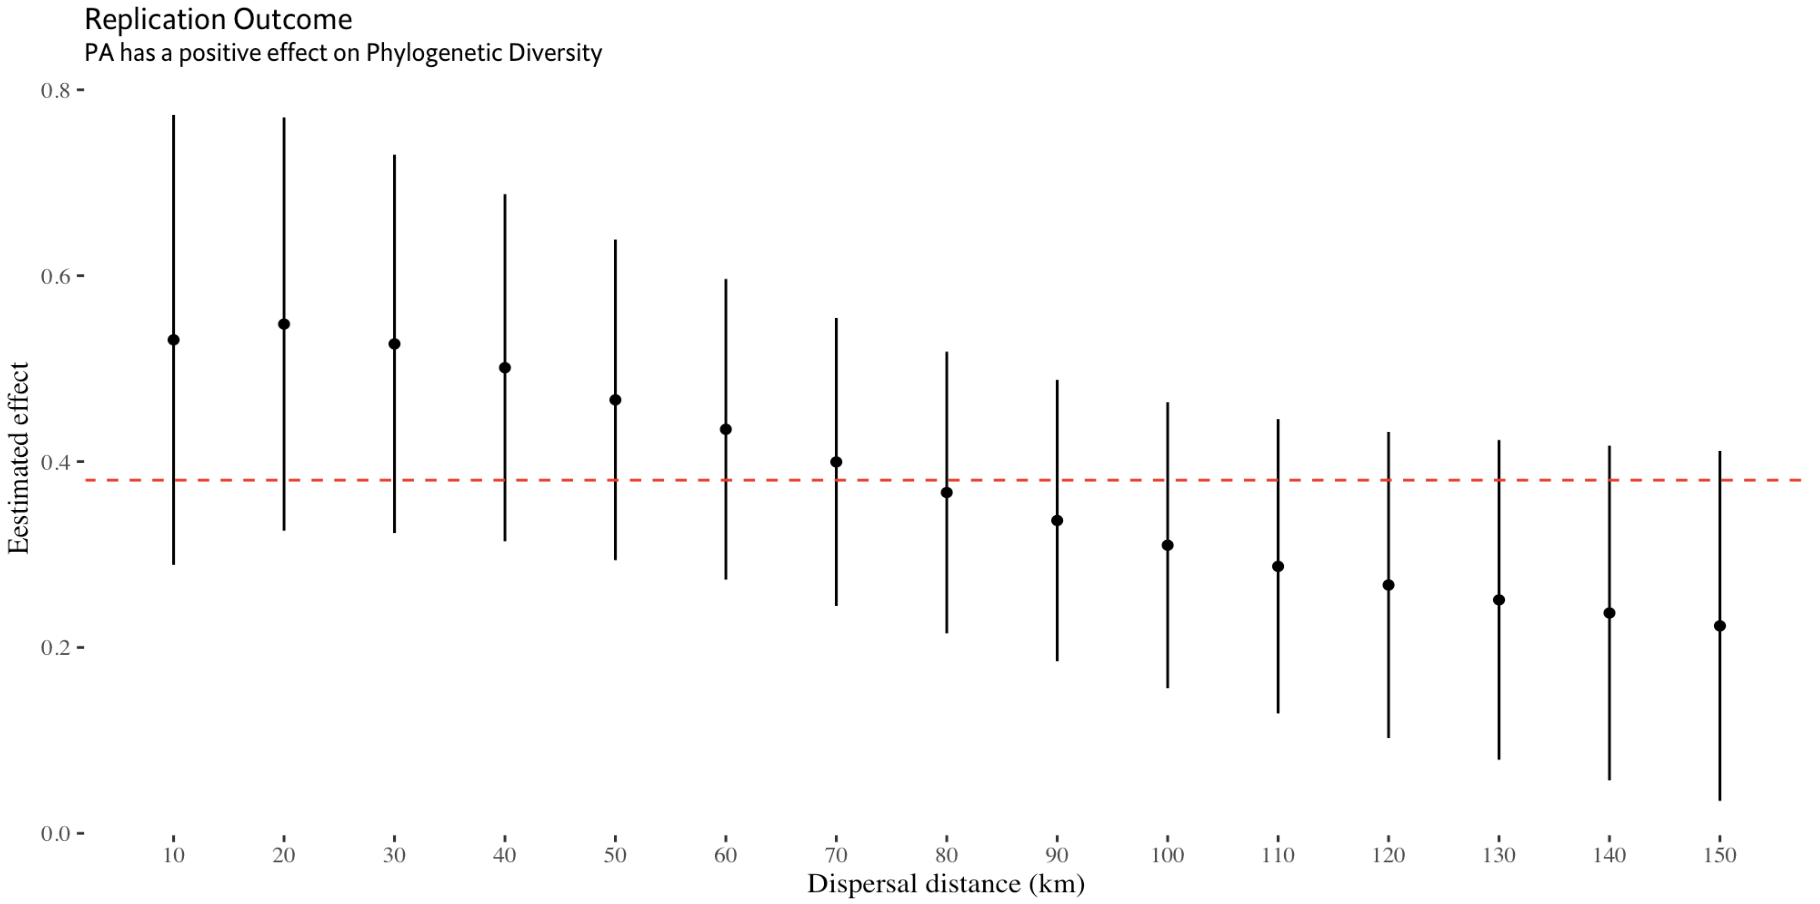 Replication Outcome
PA has a positive effect on Phylogenetic Diversity
0.8
0.6
0.4
0.2
0.0
Eestimated effect
10 20 30 40 50 60 70 80 90 100 110 120 130 140 150
Dispersal distance (km)